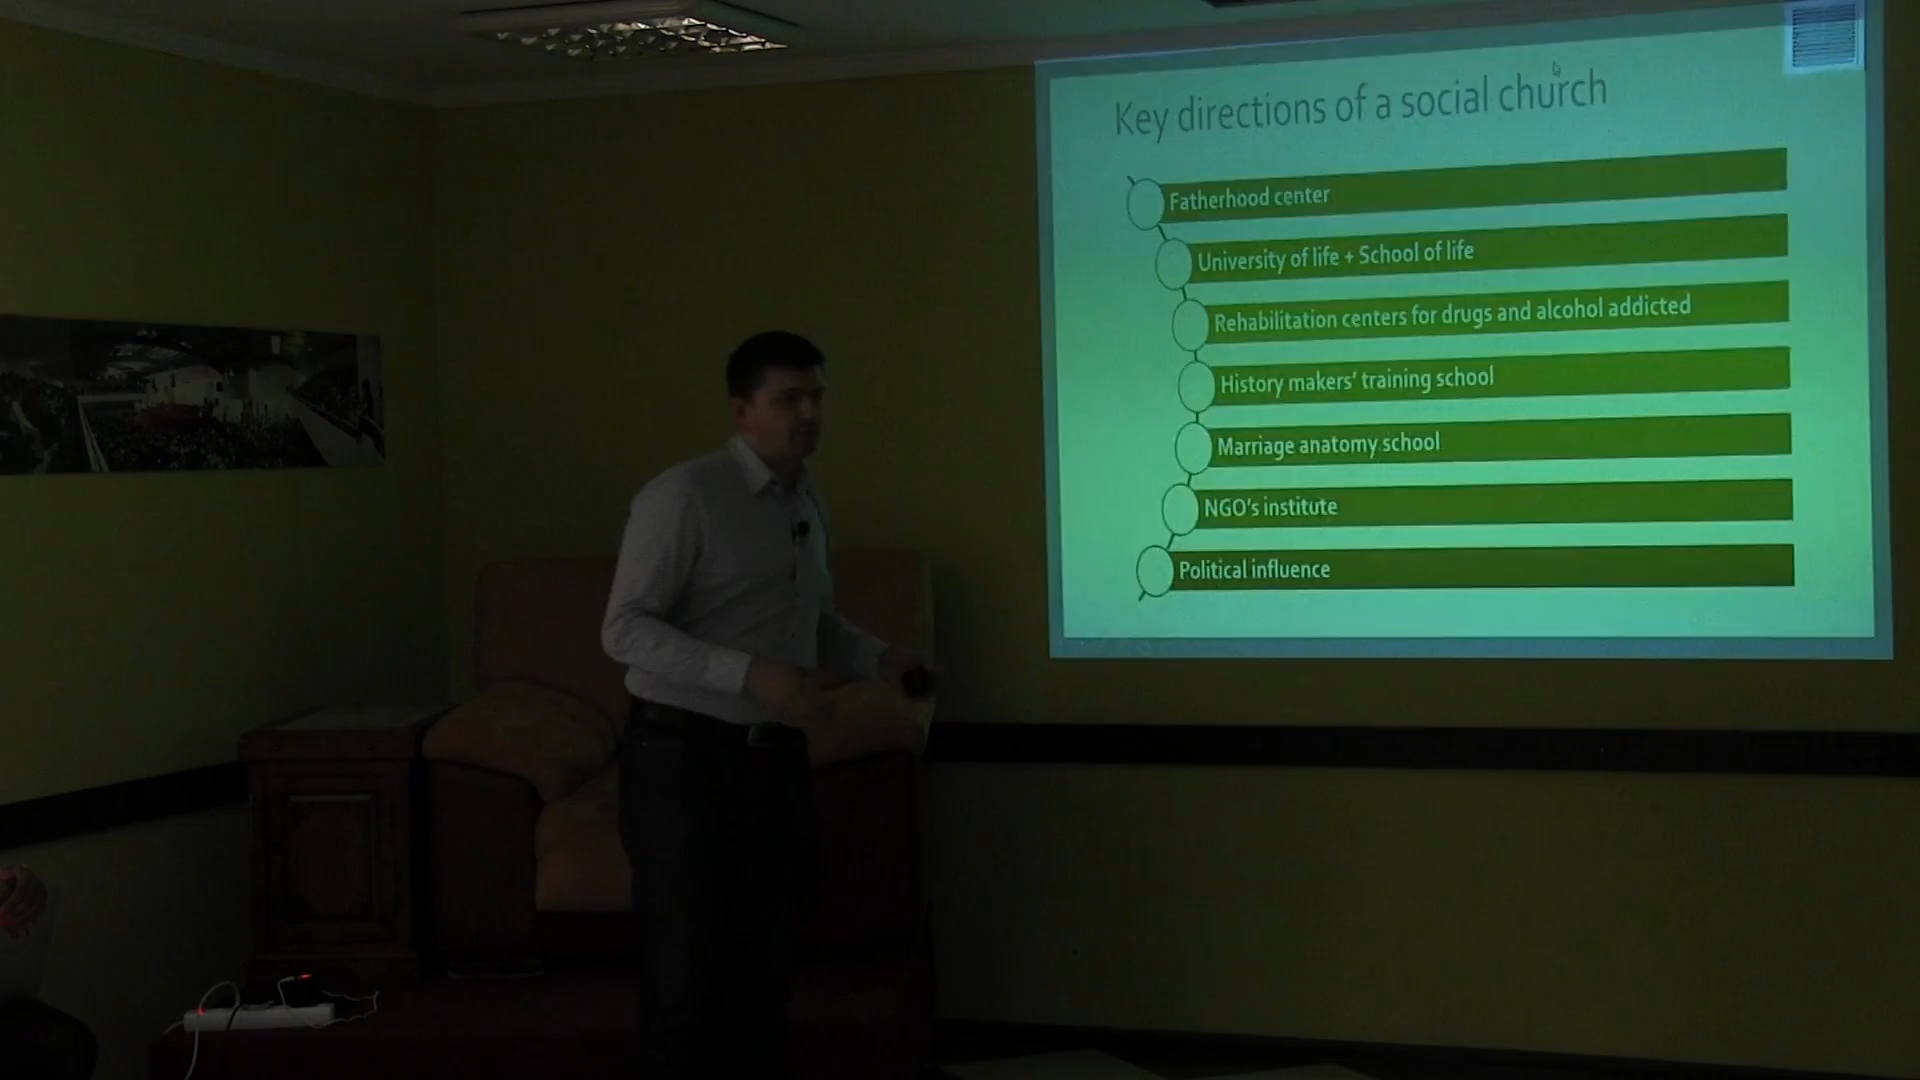 Key directions of a social church
Fatherhood center
University of life + School of life
Rehabilitation centers for drugs and alcohol addicted
History makers' training school
Marriage anatomy school
NGO's institute
Political influence